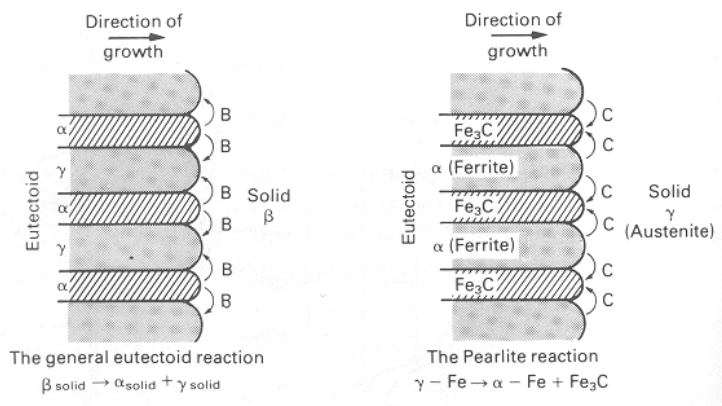 Direction of
growth
B
α
B
γ
B
α
B
γ
B
α
B
Eutectoid
Solid
β
The general eutectoid reaction
β solid → αsolid + γ solid
Direction of
growth
C
Fe₃C
C
α (Ferrite)
C
Fe₃C
C
α (Ferrite)
C
Fe₃C
C
Eutectoid
Solid
γ
(Austenite)
The Pearlite reaction
γ − Fe → α − Fe + Fe₃C